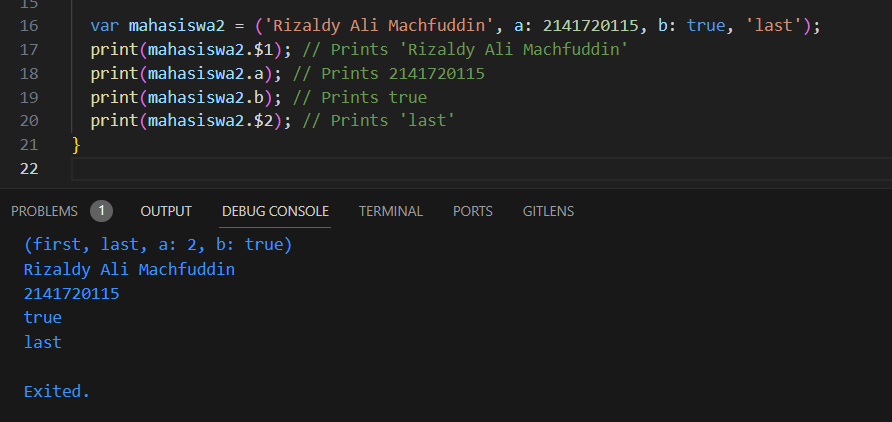 15
16 var mahasiswa2 = ('Rizaldy Ali Machfuddin', a: 2141720115, b: true, 'last');
17 print(mahasiswa2.$1); // Prints 'Rizaldy Ali Machfuddin'
18 print(mahasiswa2.a); // Prints 2141720115
19 print(mahasiswa2.b); // Prints true
20 print(mahasiswa2.$2); // Prints 'last'
21 }
22
PROBLEMS 1 OUTPUT DEBUG CONSOLE TERMINAL PORTS GITLENS
(first, last, a: 2, b: true)
Rizaldy Ali Machfuddin
2141720115
true
last
Exited.